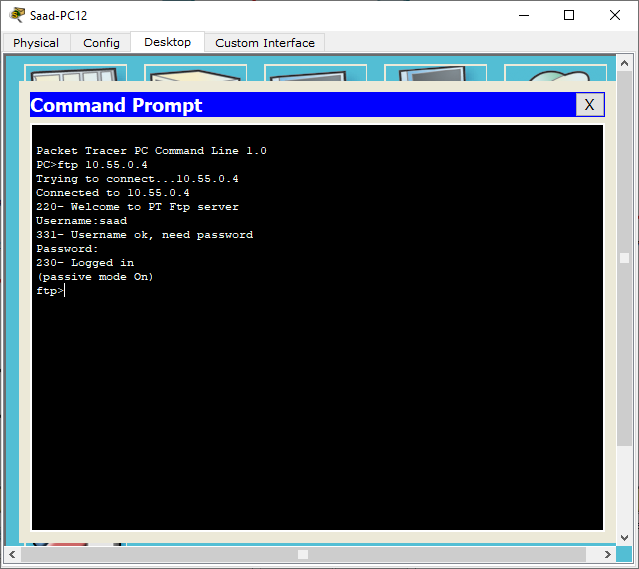 Saad-PC12
Physical Config Desktop Custom Interface
Command Prompt X
Packet Tracer PC Command Line 1.0
PC>ftp 10.55.0.4
Trying to connect...10.55.0.4
Connected to 10.55.0.4
220- Welcome to PT Ftp server
Username:saad
331- Username ok, need password
Password:
230- Logged in
(passive mode On)
ftp>